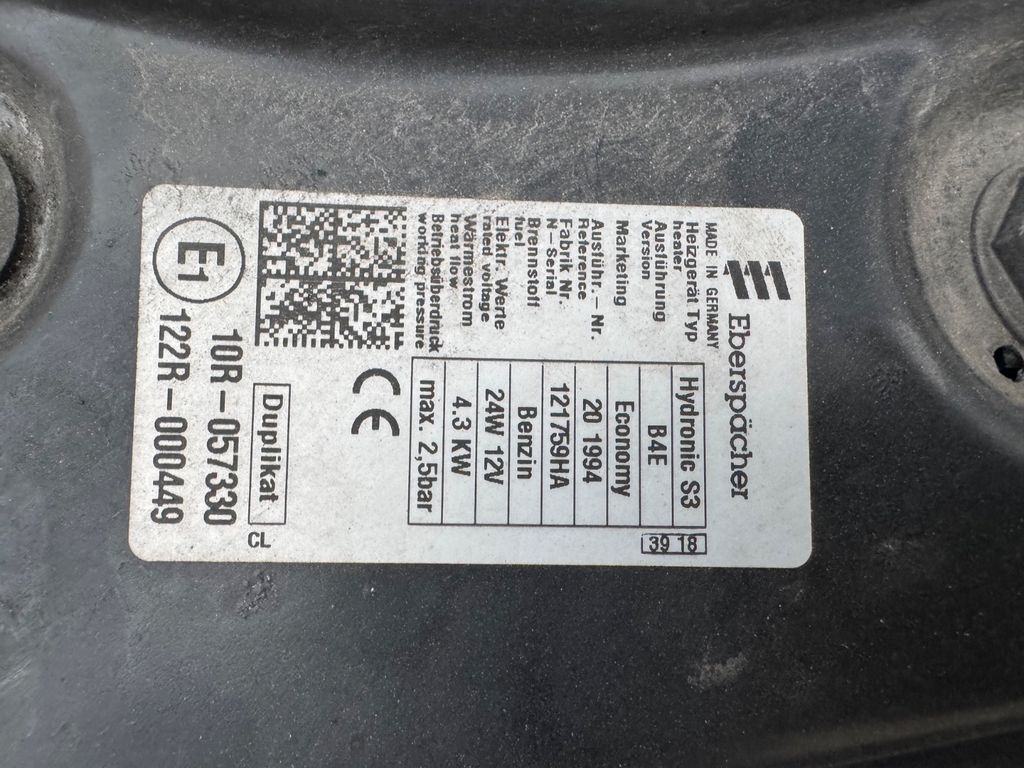 Eberspächer
MADE IN GERMANY
39 18
Heizgerät Typ
heater
Hydronic S3
Ausführung
Version
B4E
Marketing
Economy
Ausführ.-Nr.
Reference
20 1994
Fabrik Nr.
N-Serial
121759HA
Brennstoff
fuel
Benzin
Elektr. Werte
rated voltage
24W 12V
Wärmestrom
heat flow
4.3 KW
Betriebsüberdruck
working pressure
max. 2,5bar
CE
Duplikat
CL
E1
10R-057330
122R-000449